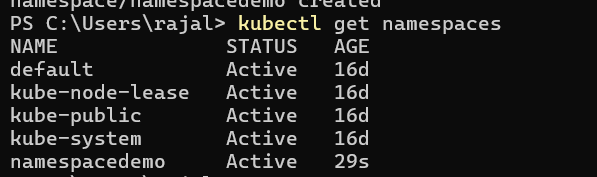 namespace/namespacedemo created
PS C:\Users\rajal> kubectl get namespaces
NAME STATUS AGE
default Active 16d
kube-node-lease Active 16d
kube-public Active 16d
kube-system Active 16d
namespacedemo Active 29s